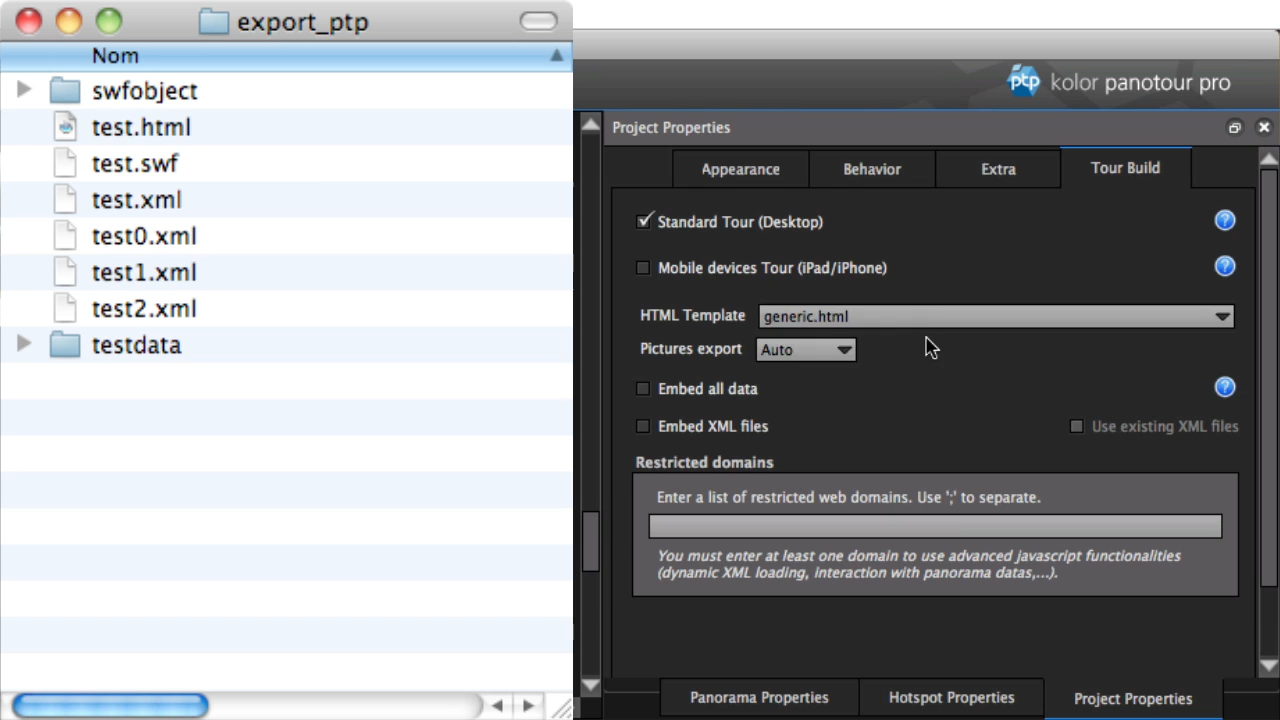 export_ptp
Nom
swfobject
test.html
test.swf
test.xml
test0.xml
test1.xml
test2.xml
testdata
ptp kolor panotour pro
Project Properties
Appearance Behavior Extra Tour Build
Standard Tour (Desktop) ?
Mobile devices Tour (iPad/iPhone) ?
HTML Template generic.html
Pictures export Auto
Embed all data ?
Embed XML files Use existing XML files
Restricted domains
Enter a list of restricted web domains. Use ';' to separate.
You must enter at least one domain to use advanced javascript functionalities
(dynamic XML loading, interaction with panorama datas,...).
Panorama Properties Hotspot Properties Project Properties